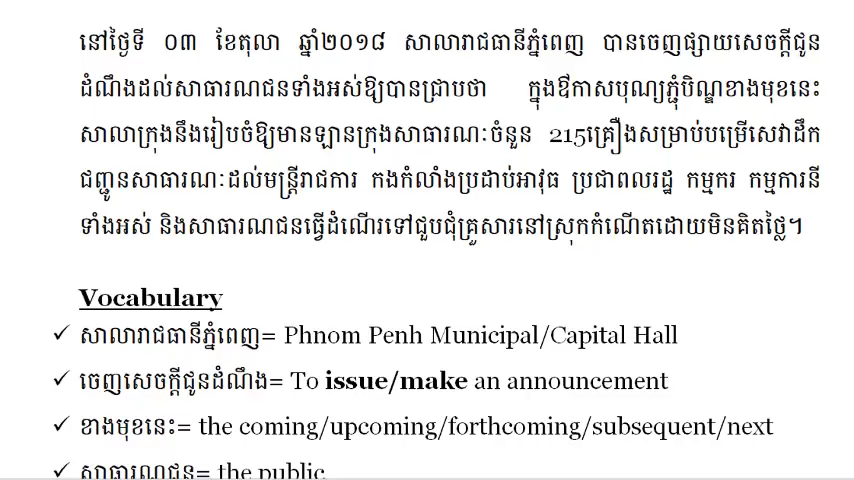 នៅថ្ងៃទី ០៣ ខែតុលា ឆ្នាំ២០១៨ សាលារាជធានីភ្នំពេញ បានចេញផ្សាយសេចក្តីជូន
ដំណឹងដល់សាធារណជនទាំងអស់ឱ្យបានជ្រាបថា ក្នុងឱកាសបុណ្យភ្ជុំបិណ្ឌខាងមុខនេះ
សាលាក្រុងនឹងរៀបចំឱ្យមានឡានក្រុងសាធារណៈចំនួន 215គ្រឿងសម្រាប់បម្រើសេវាដឹក
ជញ្ជូនសាធារណៈដល់មន្ត្រីរាជការ កងកំលាំងប្រដាប់អាវុធ ប្រជាពលរដ្ឋ កម្មករ កម្មការនី
ទាំងអស់ និងសាធារណជនធ្វើដំណើរទៅជួបជុំគ្រួសារនៅស្រុកកំណើតដោយមិនគិតថ្លៃ។
Vocabulary
✓ សាលារាជធានីភ្នំពេញ= Phnom Penh Municipal/Capital Hall
✓ ចេញសេចក្តីជូនដំណឹង= To issue/make an announcement
✓ ខាងមុខនេះ= the coming/upcoming/forthcoming/subsequent/next
✓ សាធារណជន= the public